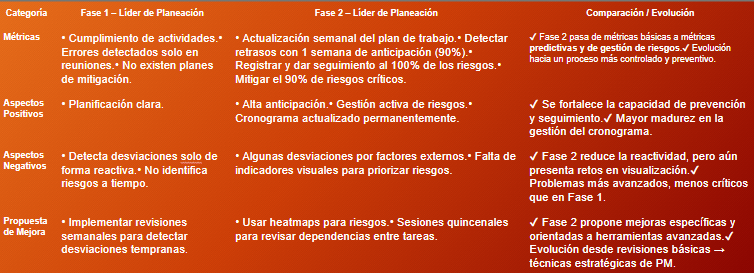 Categoría Fase 1 – Líder de Planeación Fase 2 – Líder de Planeación Comparación / Evolución
Métricas
• Cumplimiento de actividades.•
Errores detectados solo en
reuniones.• No existen planes
de mitigación.
• Actualización semanal del plan de trabajo.• Detectar
retrasos con 1 semana de anticipación (90%).•
Registrar y dar seguimiento al 100% de los riesgos.•
Mitigar el 90% de riesgos críticos.
✓ Fase 2 pasa de métricas básicas a métricas
predictivas y de gestión de riesgos.✓ Evolución
hacia un proceso más controlado y preventivo.
Aspectos
Positivos
• Planificación clara.
• Alta anticipación.• Gestión activa de riesgos.•
Cronograma actualizado permanentemente.
✓ Se fortalece la capacidad de prevención
y seguimiento.✓ Mayor madurez en la
gestión del cronograma.
Aspectos
Negativos
• Detecta desviaciones solo de
forma reactiva.• No identifica
riesgos a tiempo.
• Algunas desviaciones por factores externos.• Falta de
indicadores visuales para priorizar riesgos.
✓ Fase 2 reduce la reactividad, pero aún
presenta retos en visualización.✓
Problemas más avanzados, menos críticos
que en Fase 1.
Propuesta
de Mejora
• Implementar revisiones
semanales para detectar
desviaciones tempranas.
• Usar heatmaps para riesgos.• Sesiones quincenales
para revisar dependencias entre tareas.
✓ Fase 2 propone mejoras específicas y
orientadas a herramientas avanzadas.✓
Evolución desde revisiones básicas →
técnicas estratégicas de PM.